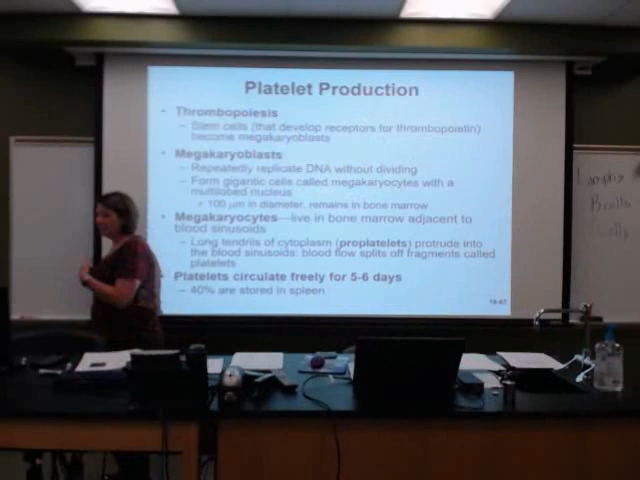 Platelet Production
• Thrombopoiesis
– Stem cells (that develop receptors for thrombopoietin)
become megakaryoblasts
• Megakaryoblasts
– Repeatedly replicate DNA without dividing
– Form gigantic cells called megakaryocytes with a
multilobed nucleus
• 100 µm in diameter, remains in bone marrow
• Megakaryocytes—live in bone marrow adjacent to
blood sinusoids
– Long tendrils of cytoplasm (proplatelets) protrude into
the blood sinusoids: blood flow splits off fragments called
platelets
• Platelets circulate freely for 5-6 days
– 40% are stored in spleen
B cells